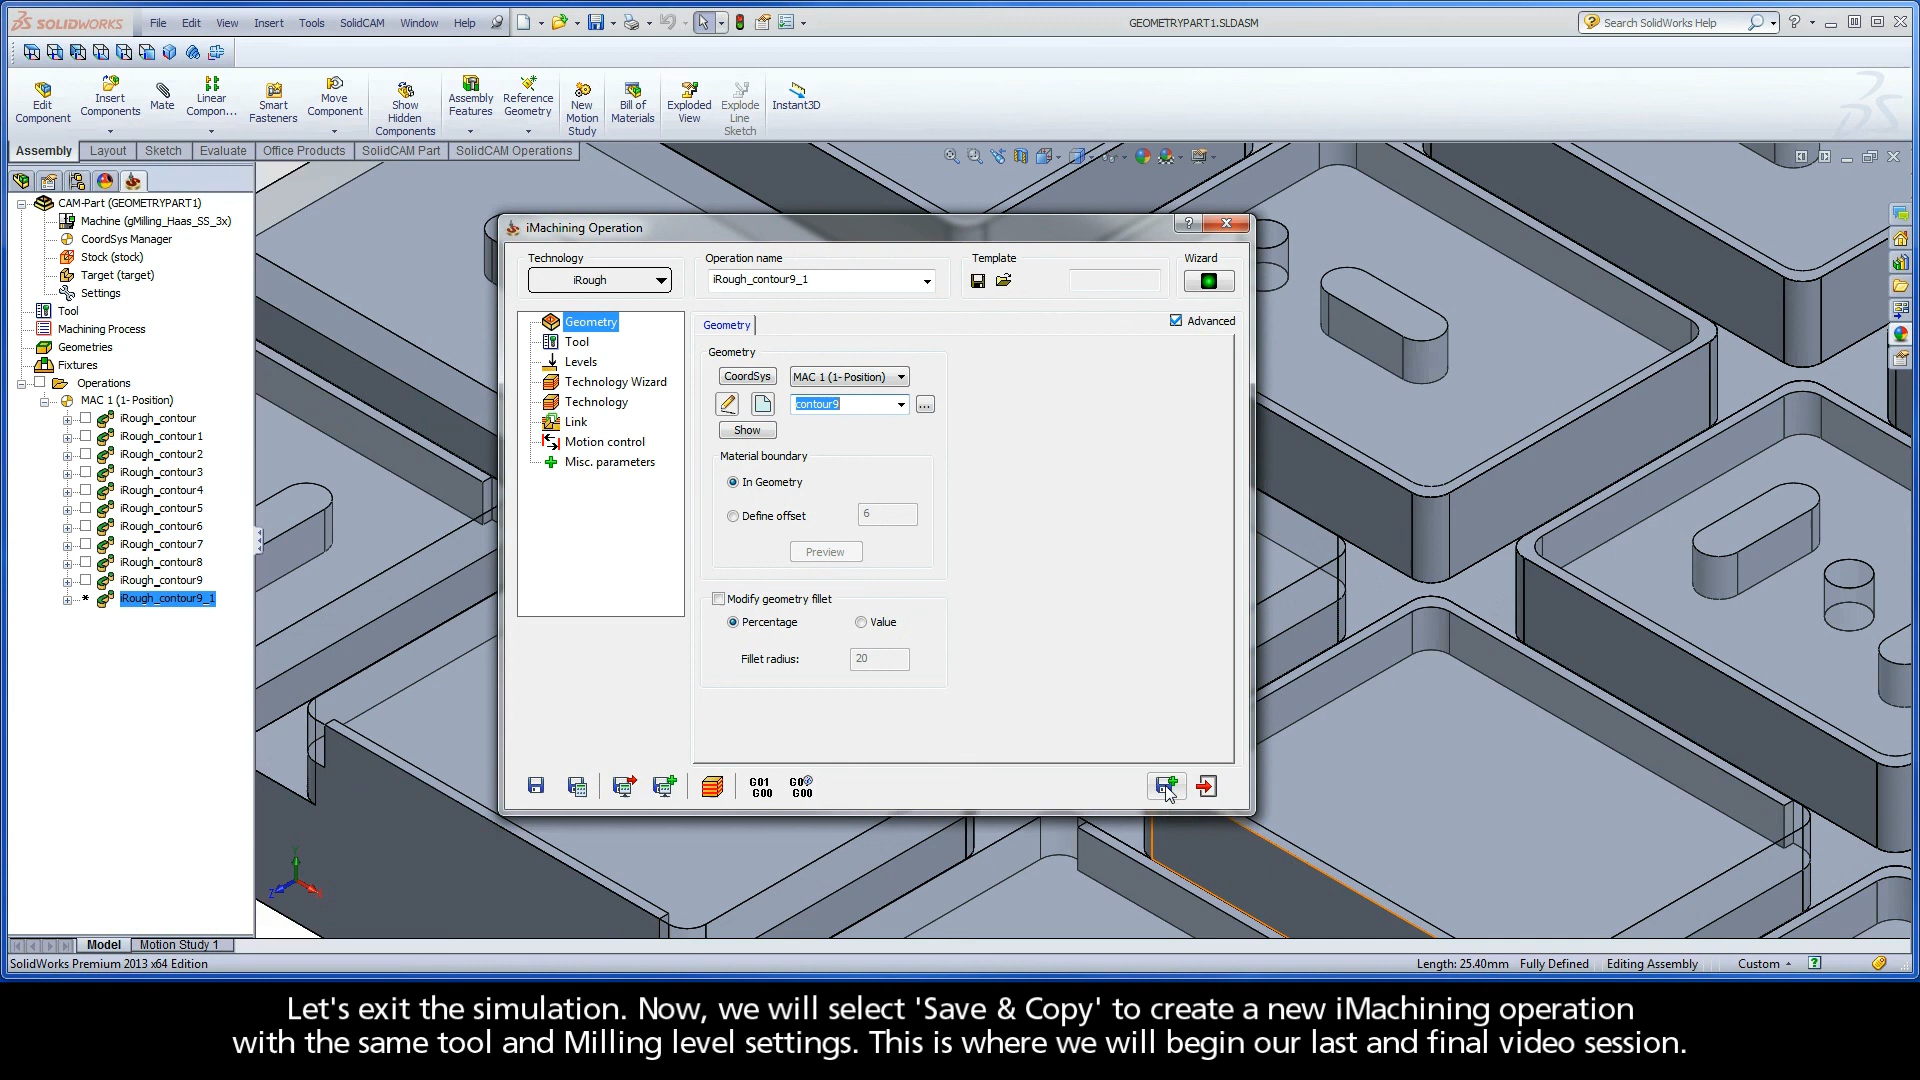 SOLIDWORKS File Edit View Insert Tools SolidCAM Window Help GEOMETRYPART1.SLDASM Search SolidWorks Help
Edit Component
Insert Components
Mate
Linear Compon...
Smart Fasteners
Move Component
Show Hidden Components
Assembly Features
Reference Geometry
New Motion Study
Bill of Materials
Exploded View
Explode Line Sketch
Instant3D
Assembly Layout Sketch Evaluate Office Products SolidCAM Part SolidCAM Operations
CAM-Part (GEOMETRYPART1)
Machine (gMilling_Haas_SS_3x)
CoordSys Manager
Stock (stock)
Target (target)
Settings
Tool
Machining Process
Geometries
Fixtures
Operations
MAC 1 (1- Position)
iRough_contour
iRough_contour1
iRough_contour2
iRough_contour3
iRough_contour4
iRough_contour5
iRough_contour6
iRough_contour7
iRough_contour8
iRough_contour9
* iRough_contour9_1
iMachining Operation
Technology
iRough
Operation name
iRough_contour9_1
Template
Wizard
Geometry
Tool
Levels
Technology Wizard
Technology
Link
Motion control
Misc. parameters
Geometry
Advanced
Geometry
CoordSys MAC 1 (1- Position)
contour9 ...
Show
Material boundary
In Geometry
Define offset 6
Preview
Modify geometry fillet
Percentage Value
Fillet radius: 20
G01 G00
G00
Model Motion Study 1
SolidWorks Premium 2013 x64 Edition Length: 25.40mm Fully Defined Editing Assembly Custom
Let's exit the simulation. Now, we will select 'Save & Copy' to create a new iMachining operation
with the same tool and Milling level settings. This is where we will begin our last and final video session.